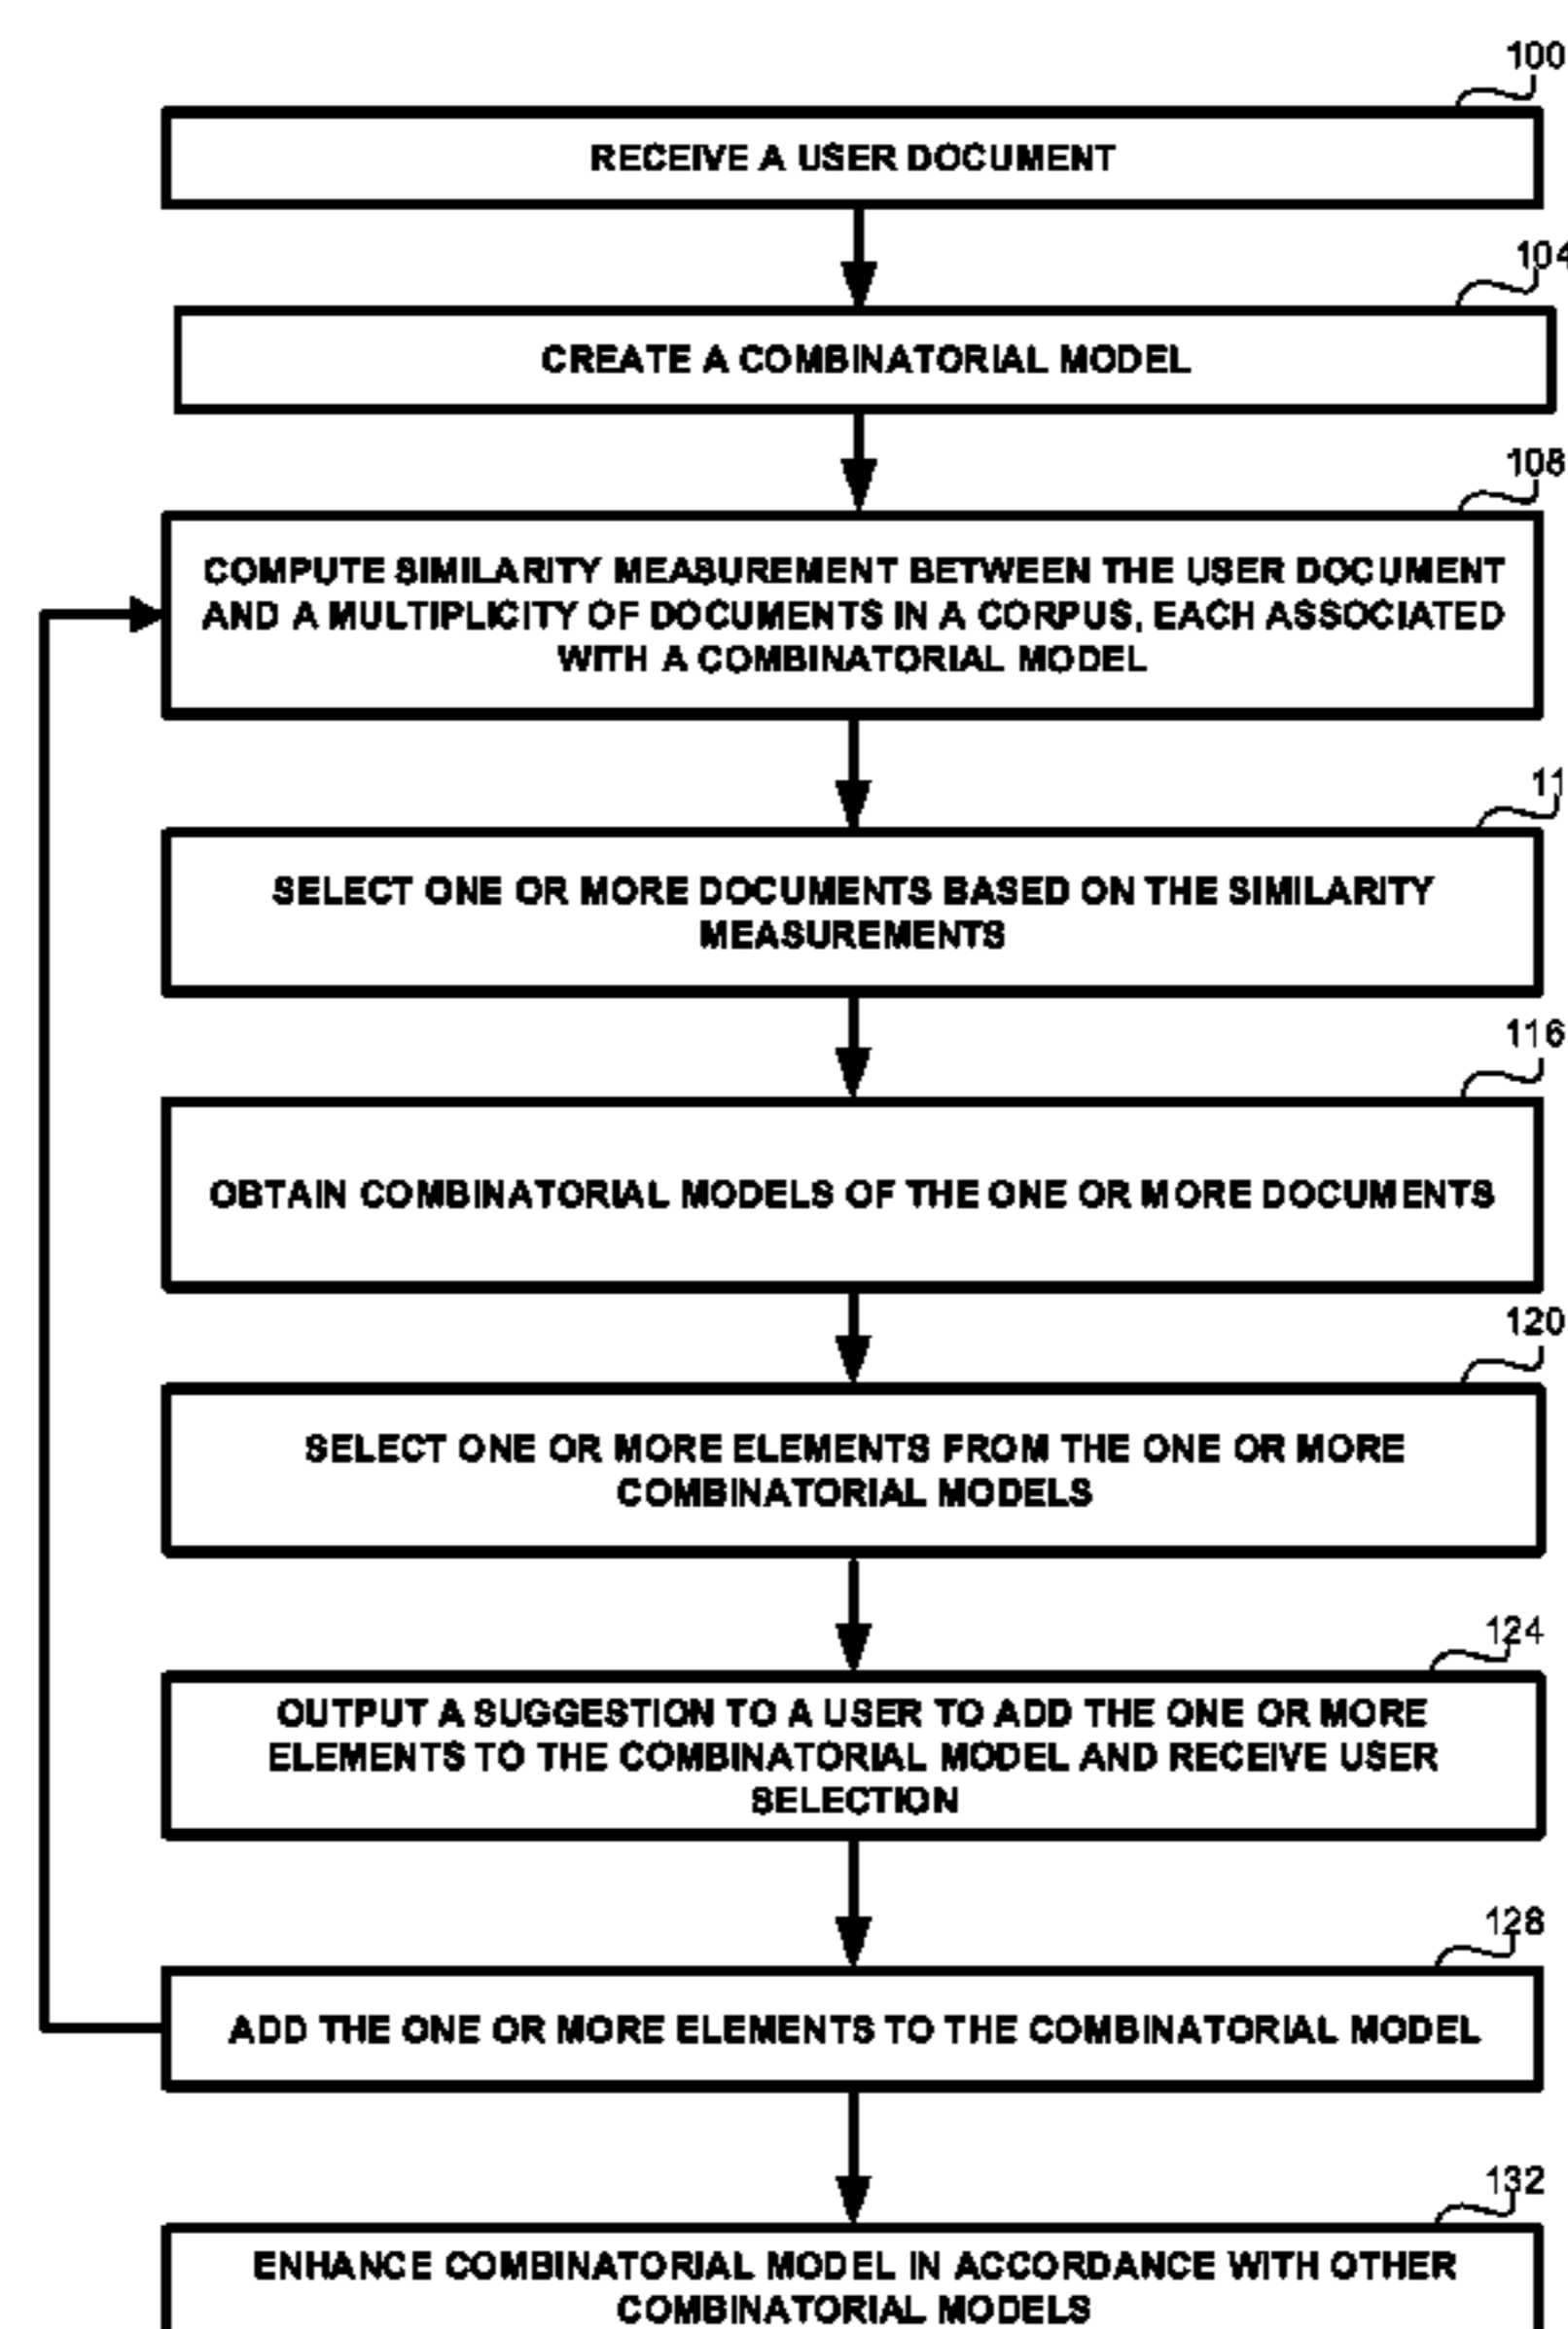 100
RECEIVE A USER DOCUMENT
104
CREATE A COMBINATORIAL MODEL
108
COMPUTE SIMILARITY MEASUREMENT BETWEEN THE USER DOCUMENT
AND A MULTIPLICITY OF DOCUMENTS IN A CORPUS, EACH ASSOCIATED
WITH A COMBINATORIAL MODEL
11
SELECT ONE OR MORE DOCUMENTS BASED ON THE SIMILARITY
MEASUREMENTS
116
OBTAIN COMBINATORIAL MODELS OF THE ONE OR MORE DOCUMENTS
120
SELECT ONE OR MORE ELEMENTS FROM THE ONE OR MORE
COMBINATORIAL MODELS
124
OUTPUT A SUGGESTION TO A USER TO ADD THE ONE OR MORE
ELEMENTS TO THE COMBINATORIAL MODEL AND RECEIVE USER
SELECTION
128
ADD THE ONE OR MORE ELEMENTS TO THE COMBINATORIAL MODEL
132
ENHANCE COMBINATORIAL MODEL IN ACCORDANCE WITH OTHER
COMBINATORIAL MODELS